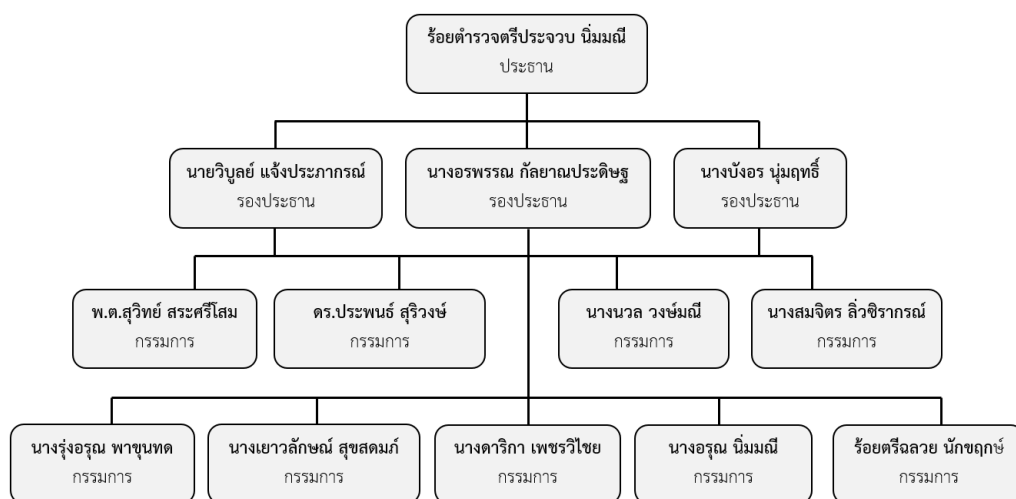 ร้อยตำรวจตรีประจวบ นิ่มมณี
ประธาน
นายวิบูลย์ แจ้งประภากรณ์
รองประธาน
นางอรพรรณ กัลยาณประดิษฐ
รองประธาน
นางบังอร นุ่มฤทธิ์
รองประธาน
พ.ต.สุวิทย์ สระศรีโสม
กรรมการ
ดร.ประพนธ์ สุริวงษ์
กรรมการ
นางนวล วงษ์มณี
กรรมการ
นางสมจิตร ลิ่วชิรากรณ์
กรรมการ
นางรุ่งอรุณ พาขุนทด
กรรมการ
นางเยาวลักษณ์ สุขสดมภ์
กรรมการ
นางดาริกา เพชรวิไชย
กรรมการ
นางอรุณ นิ่มมณี
กรรมการ
ร้อยตรีฉลวย นักขฤกษ์
กรรมการ